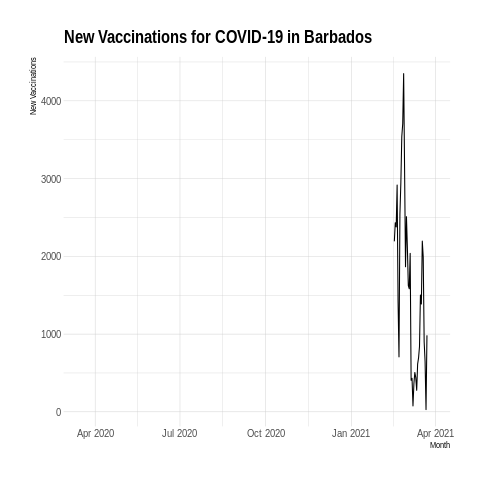 New Vaccinations for COVID-19 in Barbados
New Vaccinations
4000
3000
2000
1000
0
Apr 2020 Jul 2020 Oct 2020 Jan 2021 Apr 2021
Month